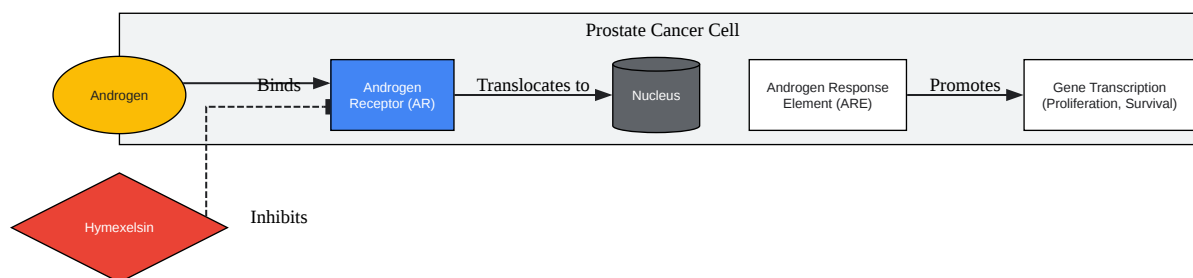 Prostate Cancer Cell
Androgen
Binds
Androgen
Receptor (AR)
Translocates to
Nucleus
Androgen Response
Element (ARE)
Promotes
Gene Transcription
(Proliferation, Survival)
Hymexelsin
Inhibits